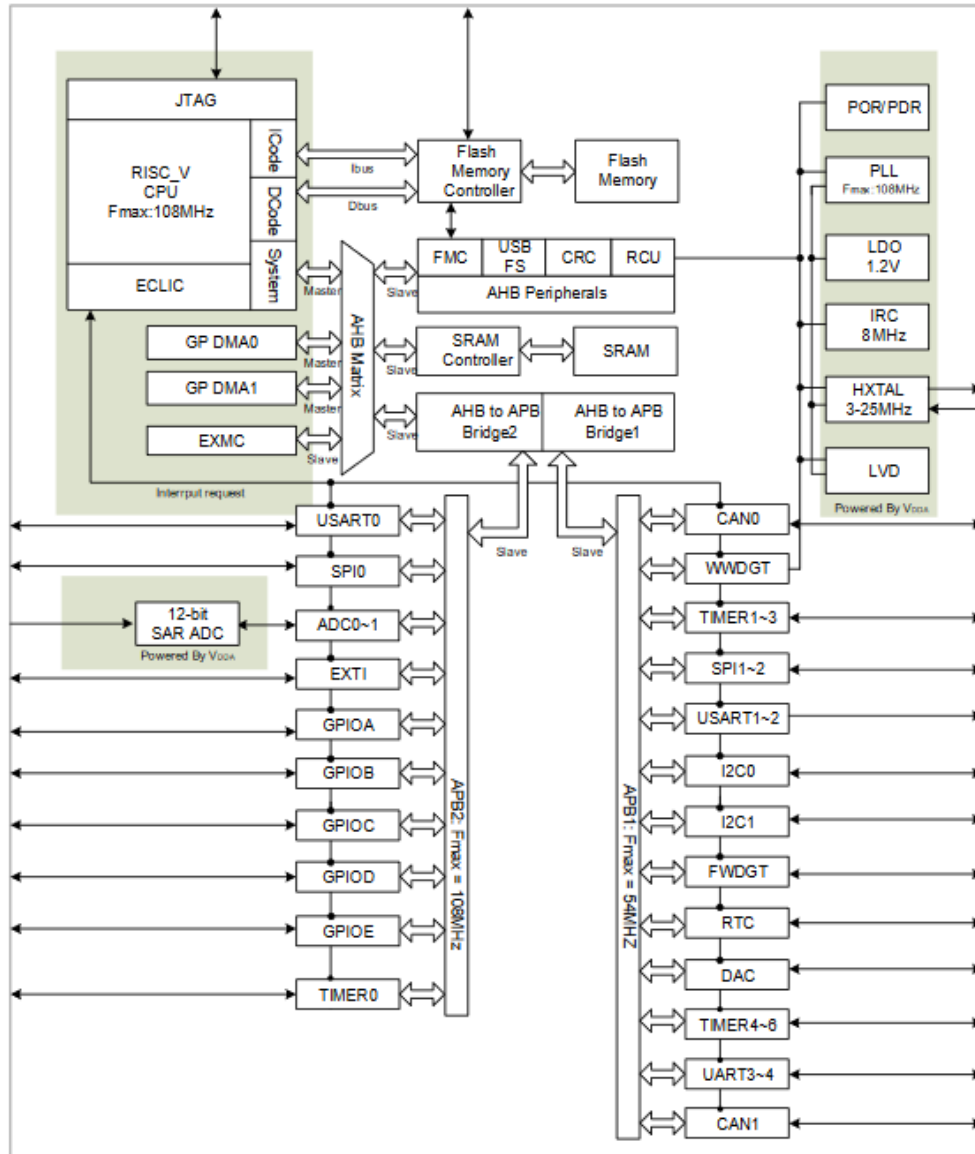 JTAG
RISC_V
CPU
Fmax:108MHz
ICode
DCode
System
ECLIC
Ibus
Dbus
Flash
Memory
Controller
Flash
Memory
FMC
USB
FS
CRC
RCU
AHB Peripherals
Master
Slave
GP DMA0
Master
GP DMA1
Master
EXMC
Slave
AHB Matrix
SRAM
Controller
Slave
SRAM
AHB to APB
Bridge2
AHB to APB
Bridge1
Slave
Interrput request
POR/PDR
PLL
Fmax:108MHz
LDO
1.2V
IRC
8MHz
HXTAL
3-25MHz
LVD
Powered By VDDA
USART0
SPI0
12-bit
SAR ADC
Powered By VDDA
ADC0~1
EXTI
GPIOA
GPIOB
GPIOC
GPIOD
GPIOE
TIMER0
APB2: Fmax = 108MHz
Slave
Slave
APB1: Fmax = 54MHZ
CAN0
WWDGT
TIMER1~3
SPI1~2
USART1~2
I2C0
I2C1
FWDGT
RTC
DAC
TIMER4~6
UART3~4
CAN1